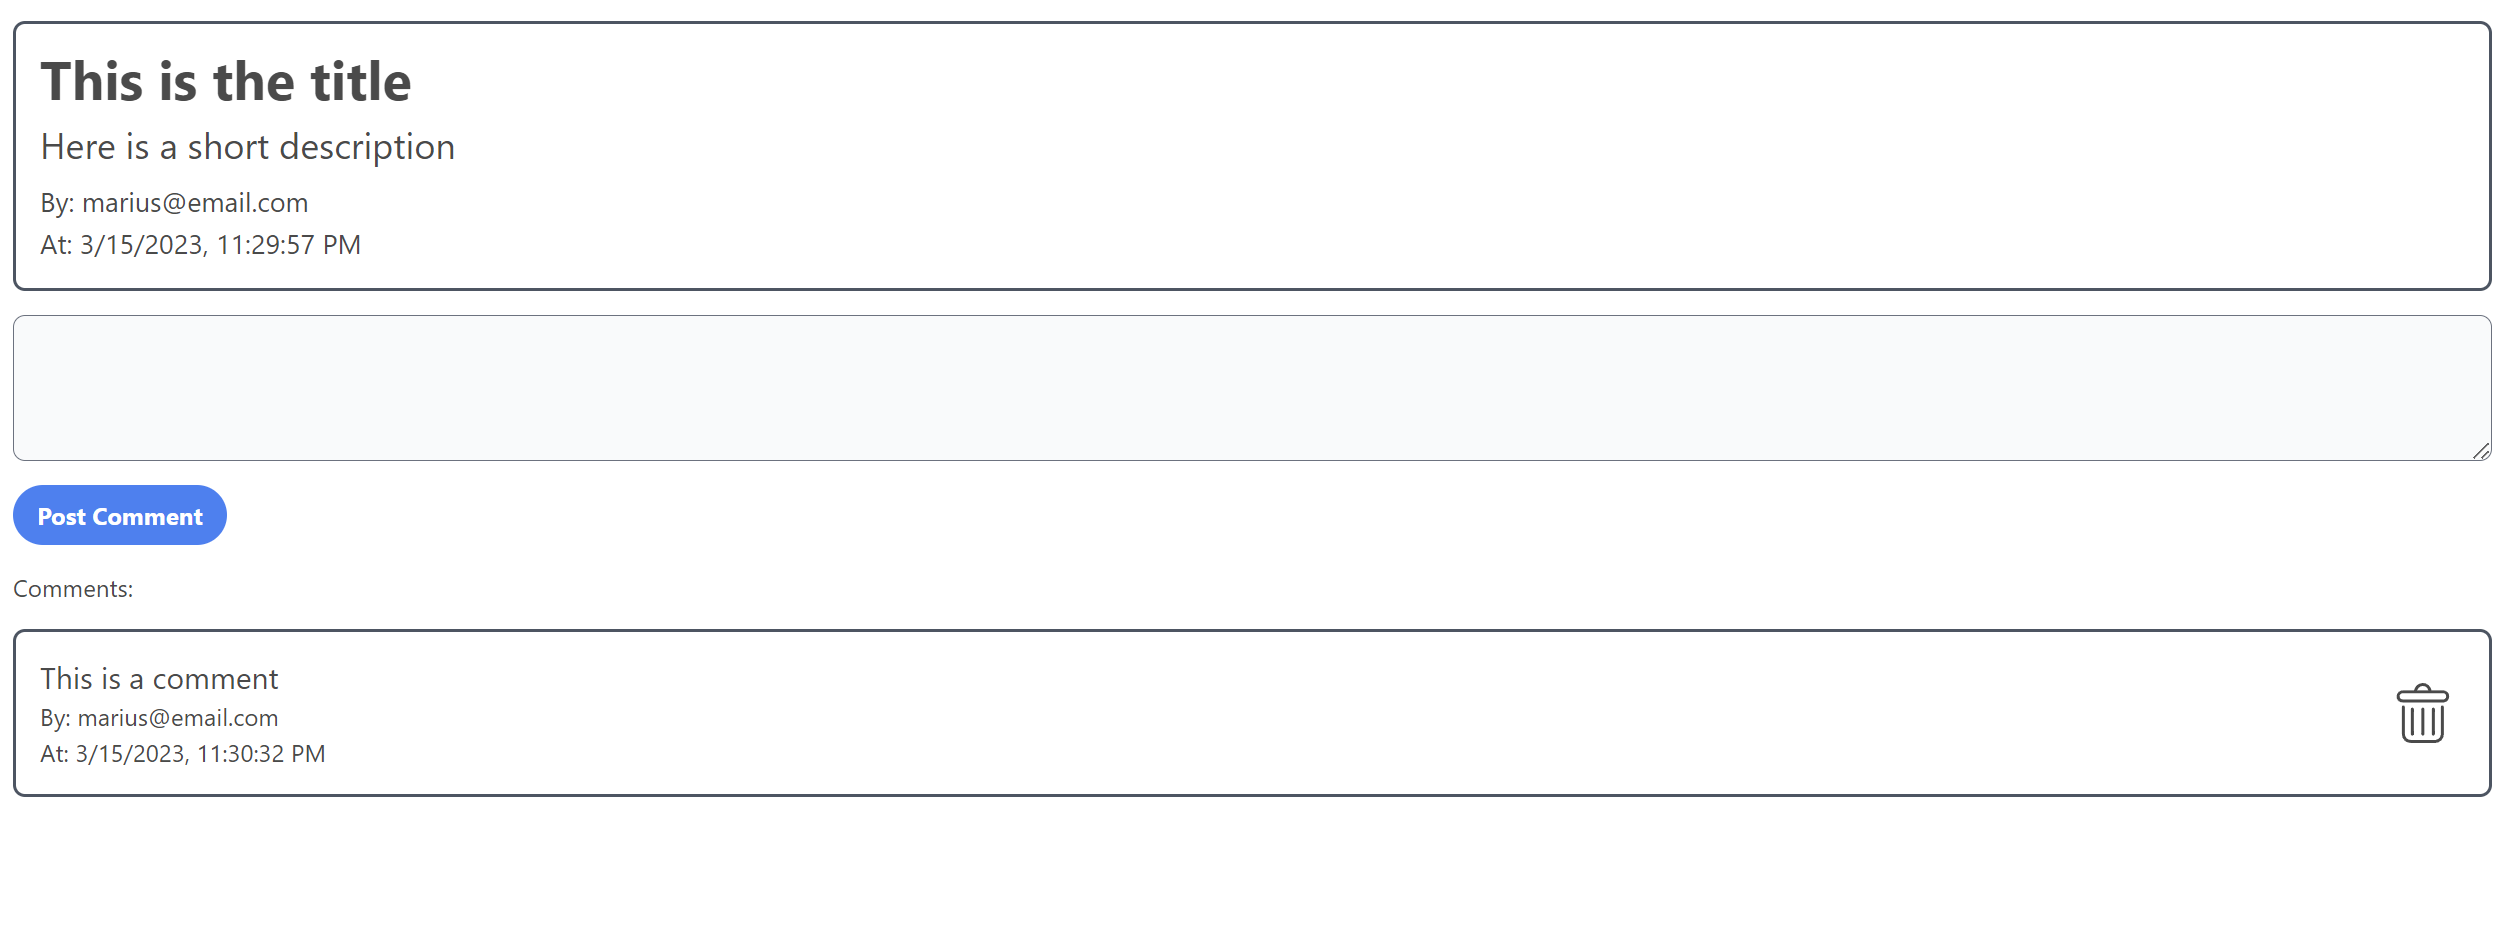 This is the title
Here is a short description
By: marius@email.com
At: 3/15/2023, 11:29:57 PM
Post Comment
Comments:
This is a comment
By: marius@email.com
At: 3/15/2023, 11:30:32 PM